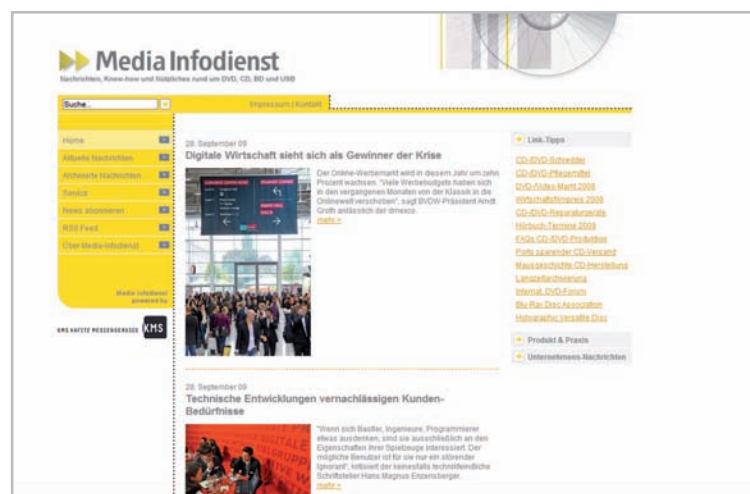 Media Infodienst
Nachrichten, Know-how und Nützliches rund um DVD, CD, BD und USB
Suche..
Impressum | Kontakt
Home
Aktuelle Nachrichten
Archivierte Nachrichten
Service
News abonnieren
RSS Feed
Über Media-Infodienst
Media infodienst
powered by
KMS KAFITZ MEDIENSERVICE KMS
28. September 09
Digitale Wirtschaft sieht sich als Gewinner der Krise
Der Online-Werbemarkt wird in diesem Jahr um zehn
Prozent wachsen. "Viele Werbebudgets haben sich
in den vergangenen Monaten von der Klassik in die
Onlinewelt verschoben", sagt BVDW-Präsident Arndt
Groth anlässlich der dmexco.
mehr >
28. September 09
Technische Entwicklungen vernachlässigen Kunden-
Bedürfnisse
"Wenn sich Bastler, Ingenieure, Programmierer
etwas ausdenken, sind sie ausschließlich an den
Eigenschaften ihrer Spielzeuge interessiert. Der
mögliche Benutzer ist für sie nur ein störender
Ignorant", kritisiert der keinesfalls technikfeindliche
Schriftsteller Hans Magnus Enzensberger.
mehr >
Link-Tipps
CD-/DVD-Schredder
CD-/DVD-Pflegemittel
DVD-/Video-Markt 2008
Wirtschaftsfilmpreis 2008
CD-/DVD-Reparaturgeräte
Hörbuch-Termine 2008
FAQs CD-/DVD-Produktion
Porto sparender CD-Versand
Mausgeschichte CD-Herstellung
Langzeitarchivierung
Internat. DVD-Forum
Blu-Ray Disc Association
Holographic Versatile Disc
Produkt & Praxis
Unternehmens-Nachrichten